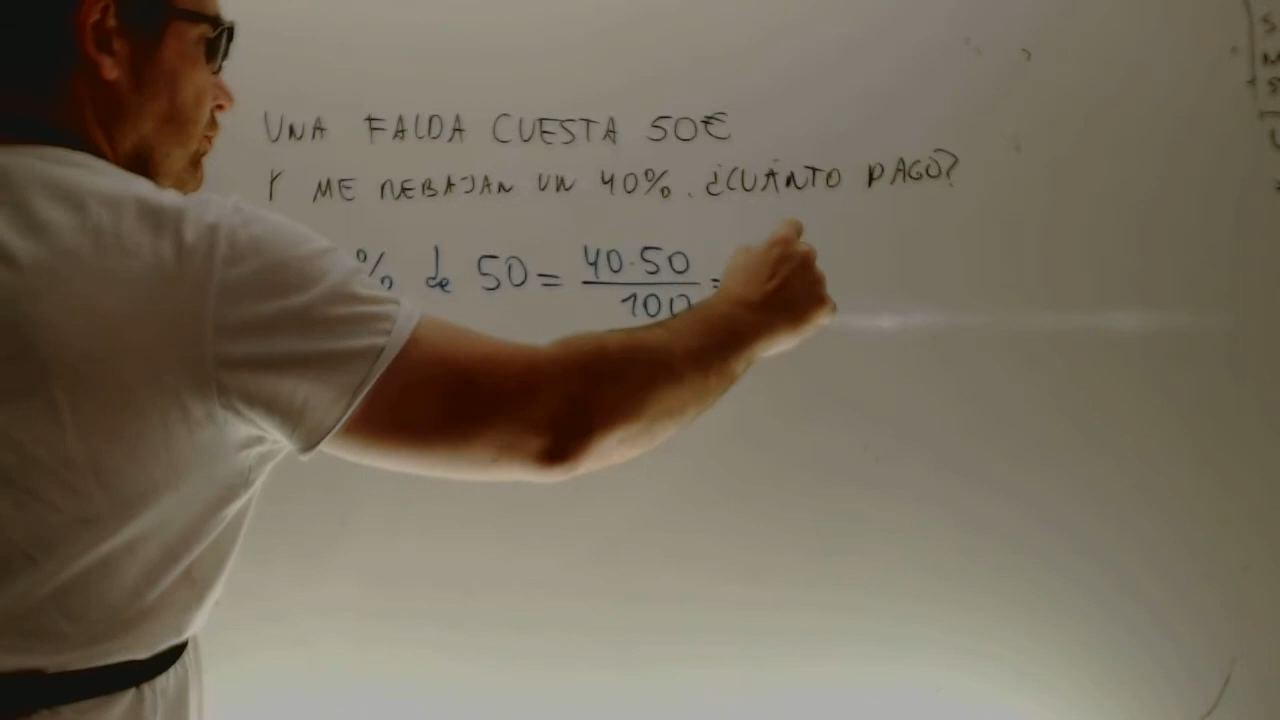 UNA FALDA CUESTA 50€
Y ME REBAJAN UN 40%. ¿CUÁNTO PAGO?
% de 50 = 40·50 / 100 =